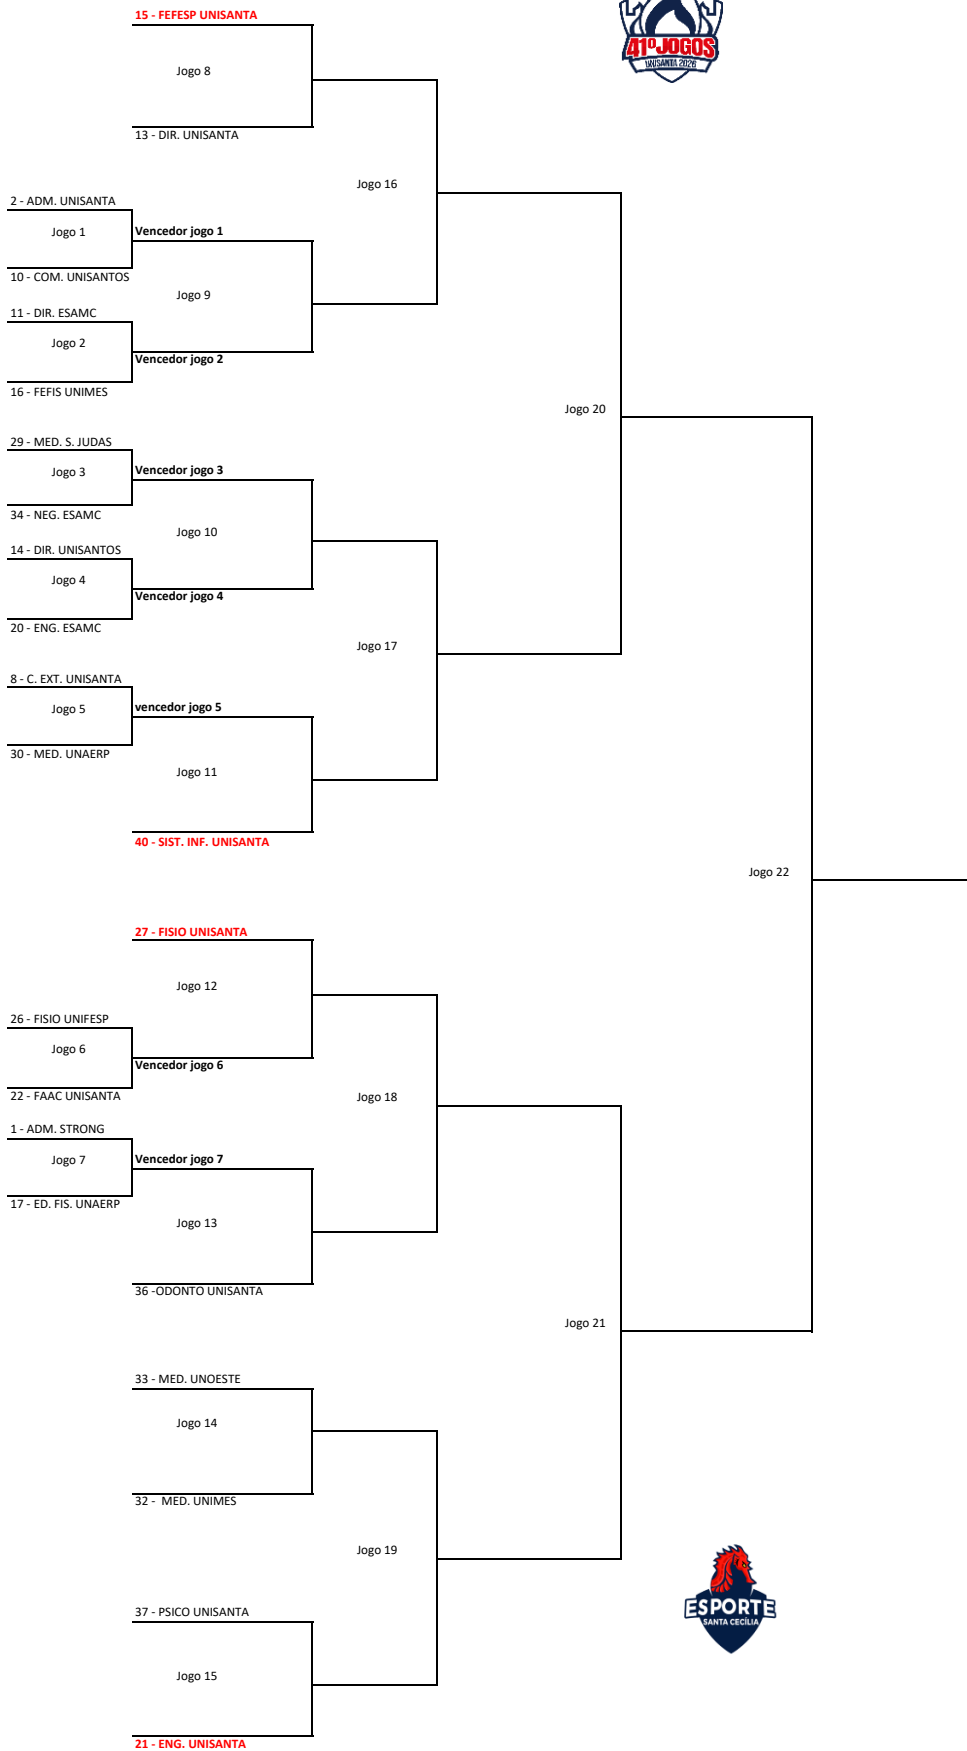 15 - FEFESP UNISANTA
41º JOGOS
UNISANTA 2026
Jogo 8
13 - DIR. UNISANTA
Jogo 16
2 - ADM. UNISANTA
Jogo 1
Vencedor jogo 1
10 - COM. UNISANTOS
Jogo 9
11 - DIR. ESAMC
Jogo 2
Vencedor jogo 2
16 - FEFIS UNIMES
Jogo 20
29 - MED. S. JUDAS
Jogo 3
Vencedor jogo 3
34 - NEG. ESAMC
Jogo 10
14 - DIR. UNISANTOS
Jogo 4
Vencedor jogo 4
20 - ENG. ESAMC
Jogo 17
8 - C. EXT. UNISANTA
Jogo 5
vencedor jogo 5
30 - MED. UNAERP
Jogo 11
40 - SIST. INF. UNISANTA
Jogo 22
27 - FISIO UNISANTA
Jogo 12
26 - FISIO UNIFESP
Jogo 6
Vencedor jogo 6
22 - FAAC UNISANTA
Jogo 18
1 - ADM. STRONG
Jogo 7
Vencedor jogo 7
17 - ED. FIS. UNAERP
Jogo 13
36 -ODONTO UNISANTA
Jogo 21
33 - MED. UNOESTE
Jogo 14
32 -  MED. UNIMES
Jogo 19
37 - PSICO UNISANTA
ESPORTE
SANTA CECÍLIA
Jogo 15
21 - ENG. UNISANTA